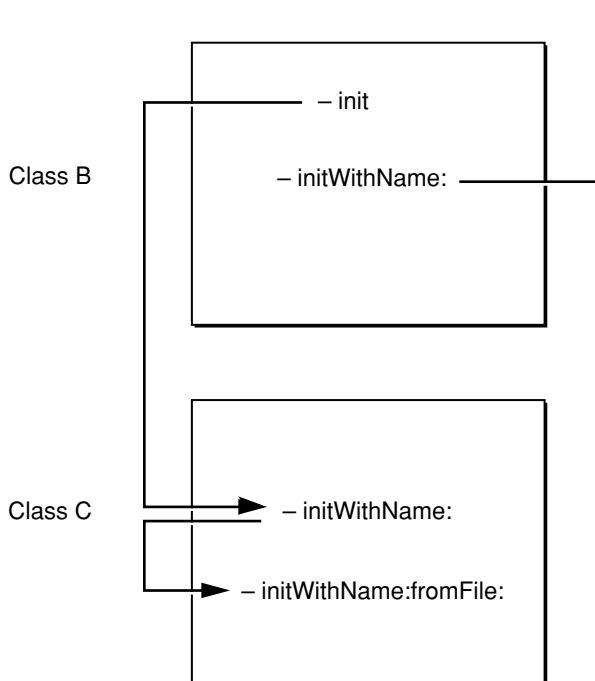 – init
Class B
– initWithName:
Class C
– initWithName:
– initWithName:fromFile: